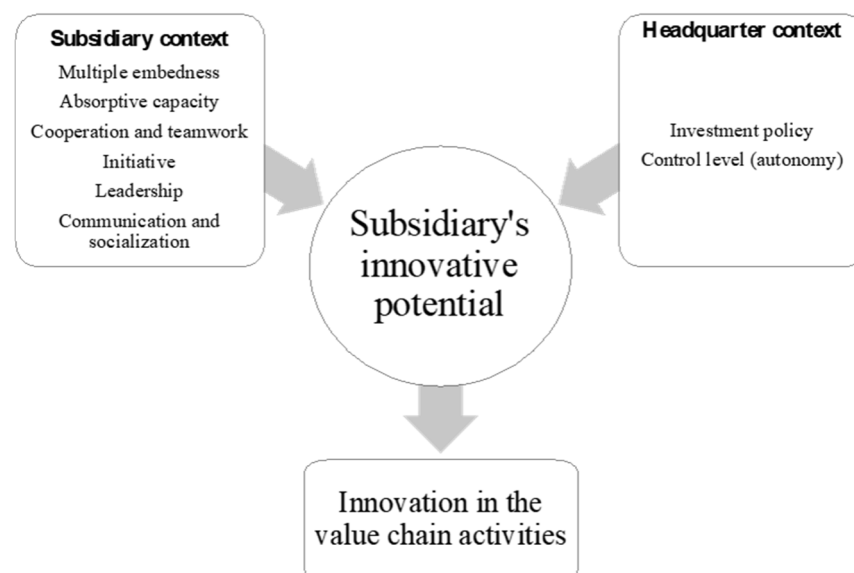 Subsidiary context
Multiple embedness
Absorptive capacity
Cooperation and teamwork
Initiative
Leadership
Communication and
socialization
Headquarter context
Investment policy
Control level (autonomy)
Subsidiary's
innovative
potential
Innovation in the
value chain activities